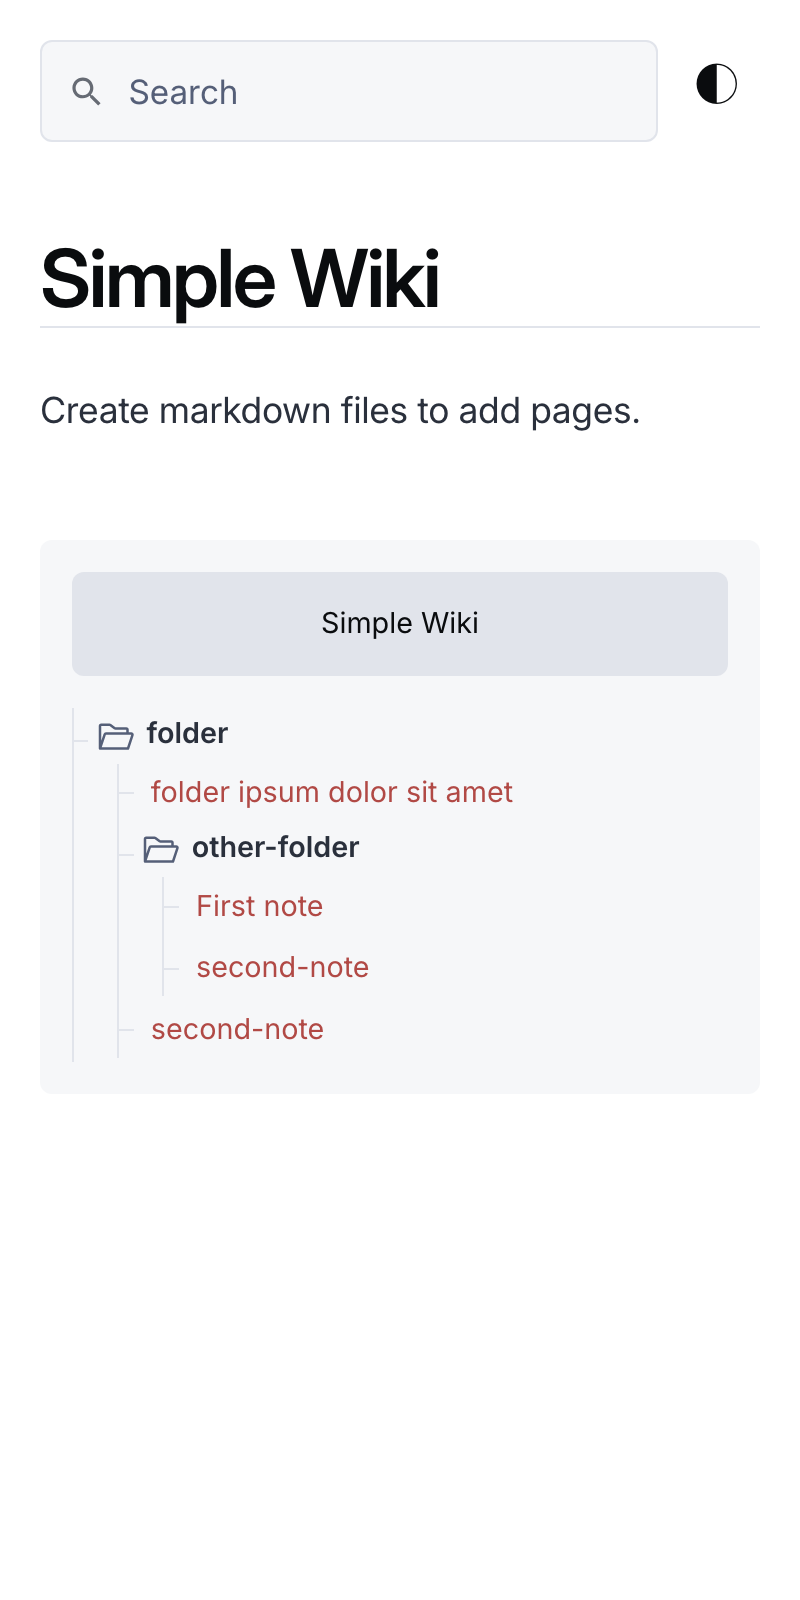 Search
Simple Wiki
Create markdown files to add pages.
Simple Wiki
folder
folder ipsum dolor sit amet
other-folder
First note
second-note
second-note